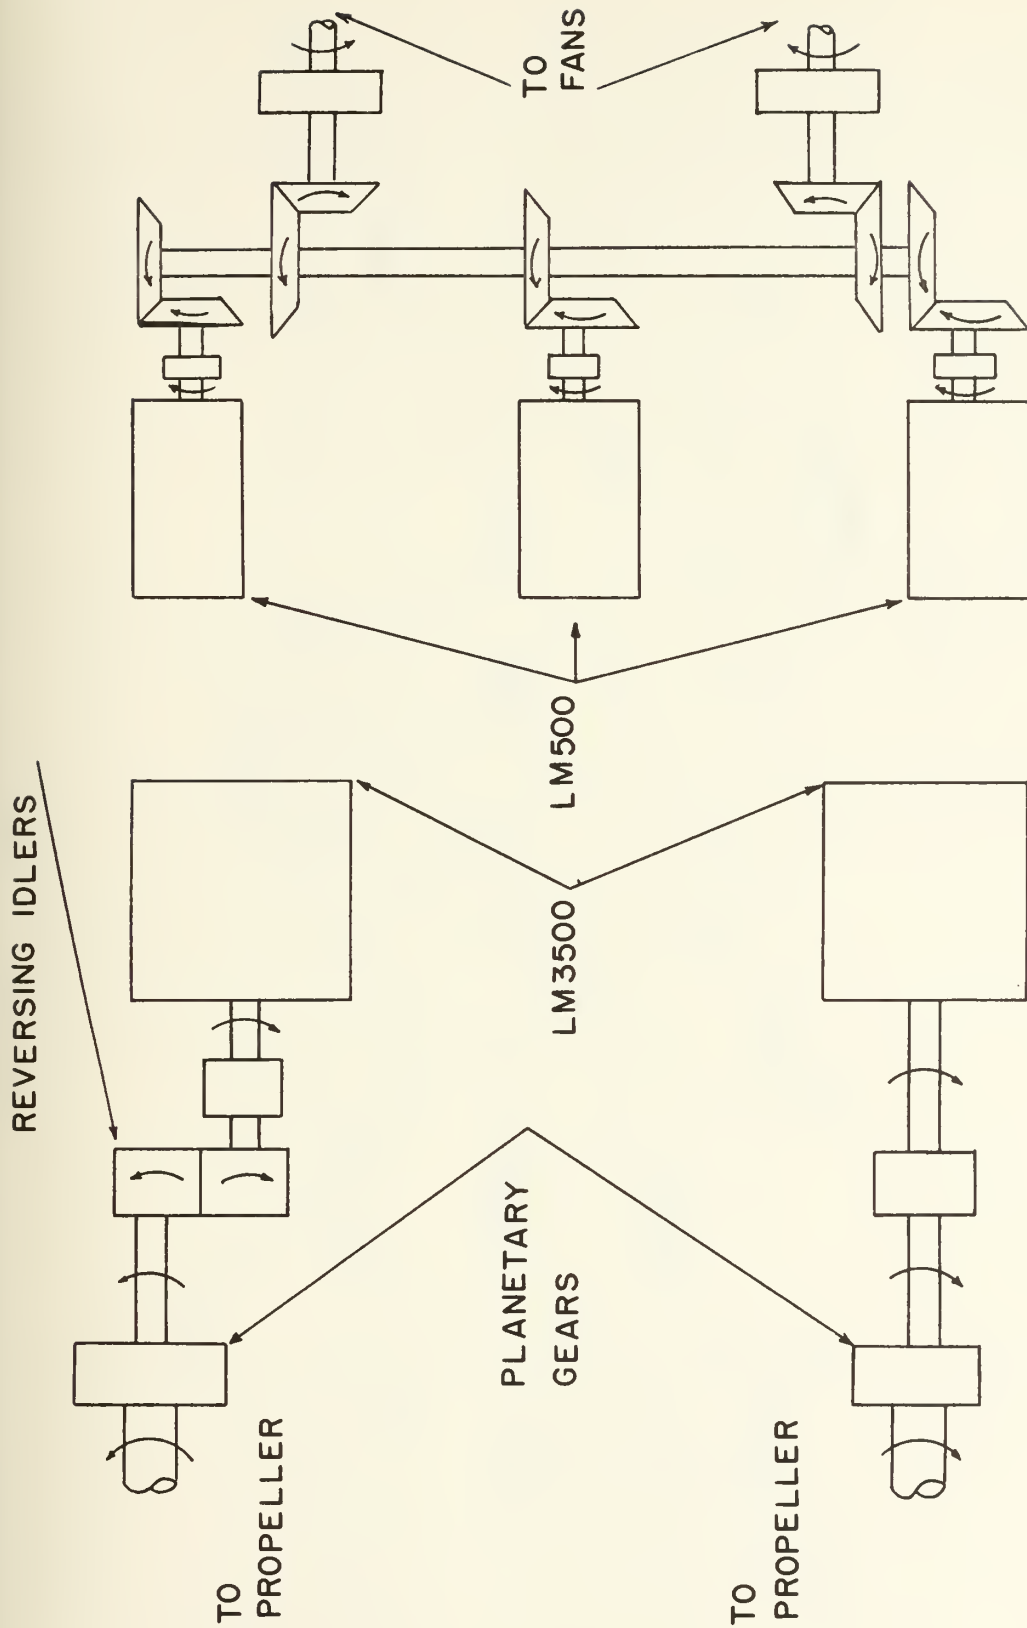 REVERSING IDLERS
TO
FANS
LM500
LM3500
PLANETARY
GEARS
TO
PROPELLER
TO
PROPELLER